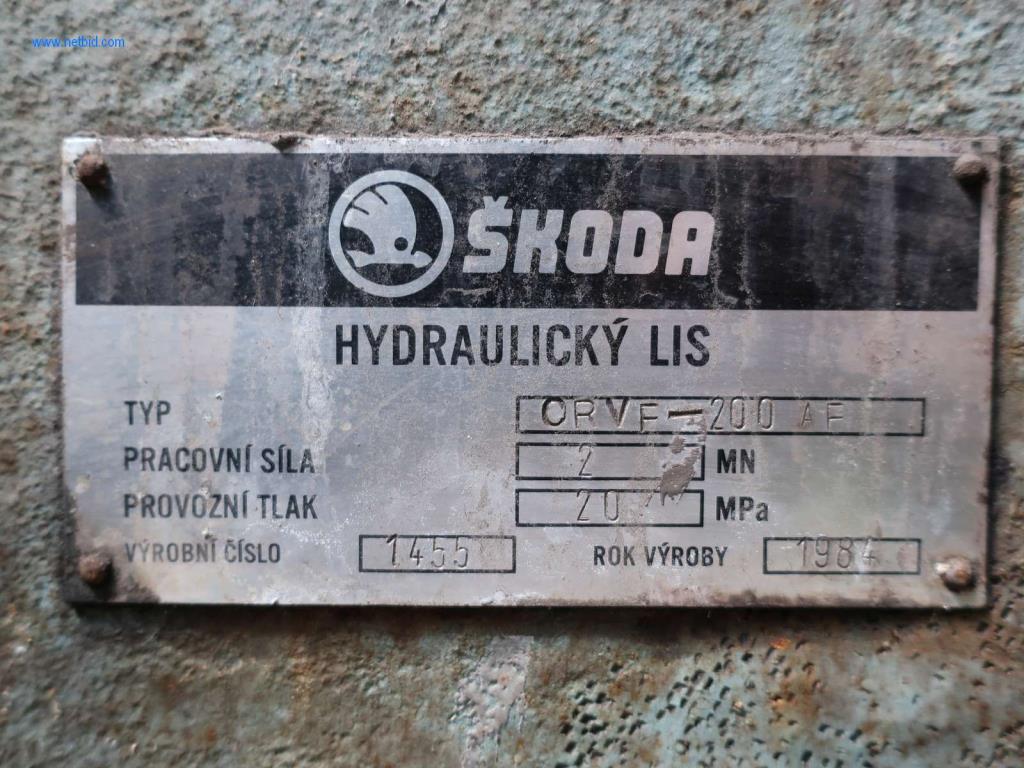 www.netbid.com
ŠKODA
HYDRAULICKÝ LIS
TYP ORVF-200 AF
PRACOVNÍ SÍLA 2 MN
PROVOZNÍ TLAK 20 MPa
VÝROBNÍ ČÍSLO 1455 ROK VÝROBY 1984